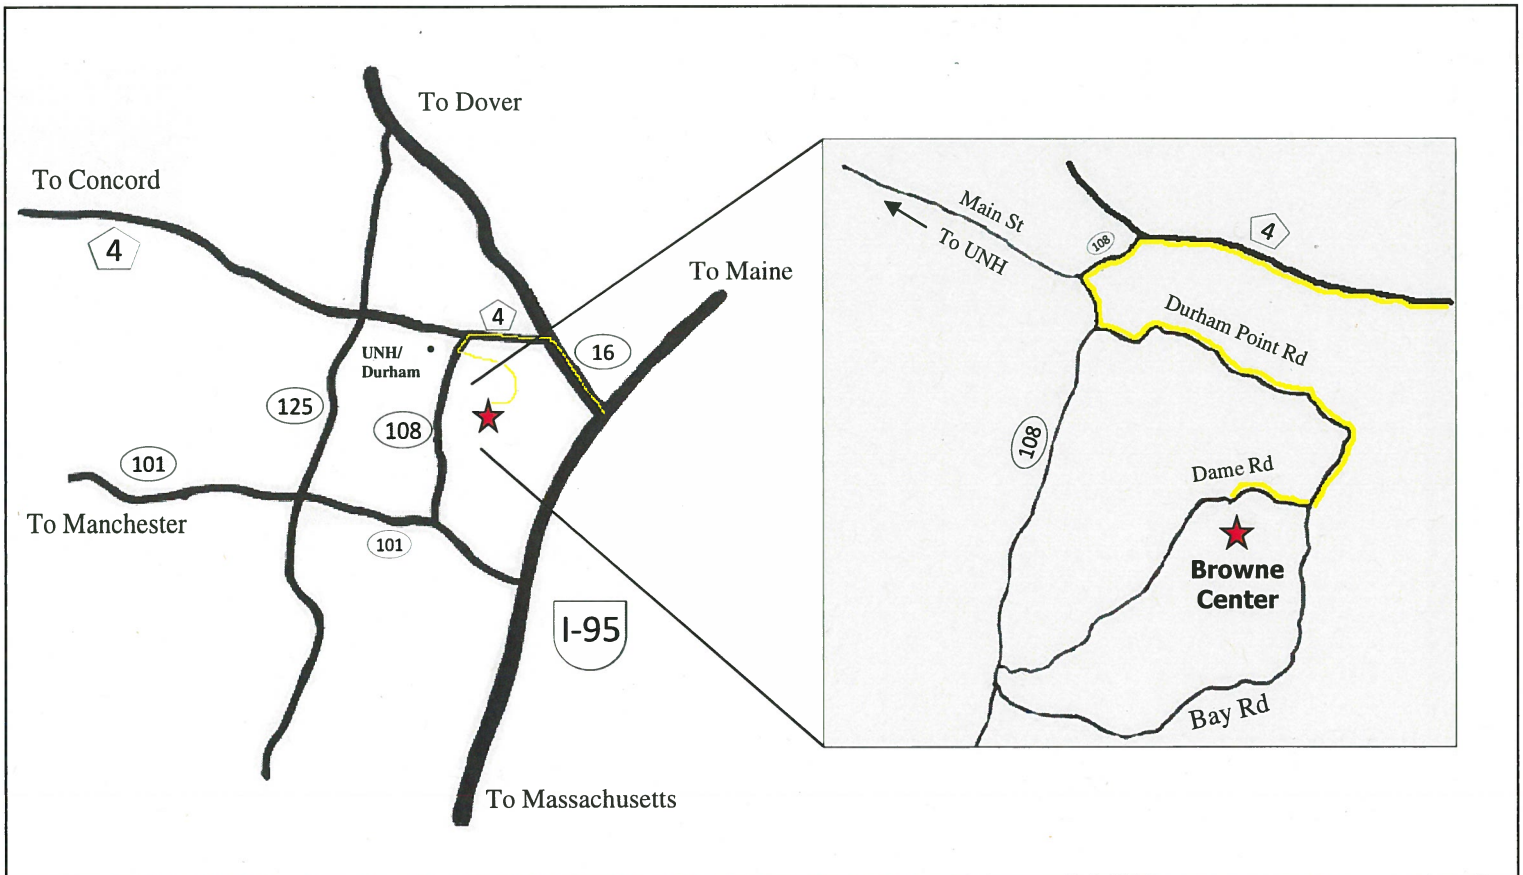 To Dover
To Concord
4
To Maine
4
16
UNH/
Durham
125
108
101
To Manchester
101
I-95
To Massachusetts
Main St
To UNH
108
4
Durham Point Rd
108
Dame Rd
Browne
Center
Bay Rd